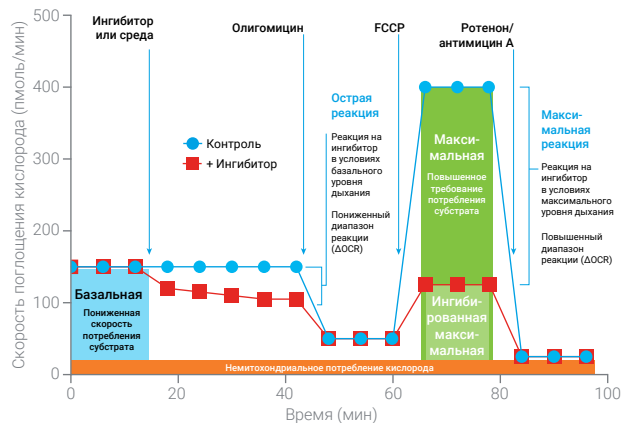 Скорость поглощения кислорода (пмоль/мин)
500
400
300
200
100
0
Ингибитор
или среда
Олигомицин
FCCP
Ротенон/
антимицин А
Контроль
+ Ингибитор
Острая
реакция
Реакция на
ингибитор
в условиях
базального
уровня
дыхания
Пониженный
диапазон
реакции
(ΔOCR)
Макси-
мальная
Повышенное
требование
потребления
субстрата
Ингиби-
рованная
макси-
мальная
Макси-
мальная
реакция
Реакция на
ингибитор
в условиях
максимального
уровня дыхания
Повышенный
диапазон
реакции (ΔOCR)
Базальная
Пониженная
скорость
потребления
субстрата
Немитохондриальное потребление кислорода
0
20
40
60
80
100
Время (мин)